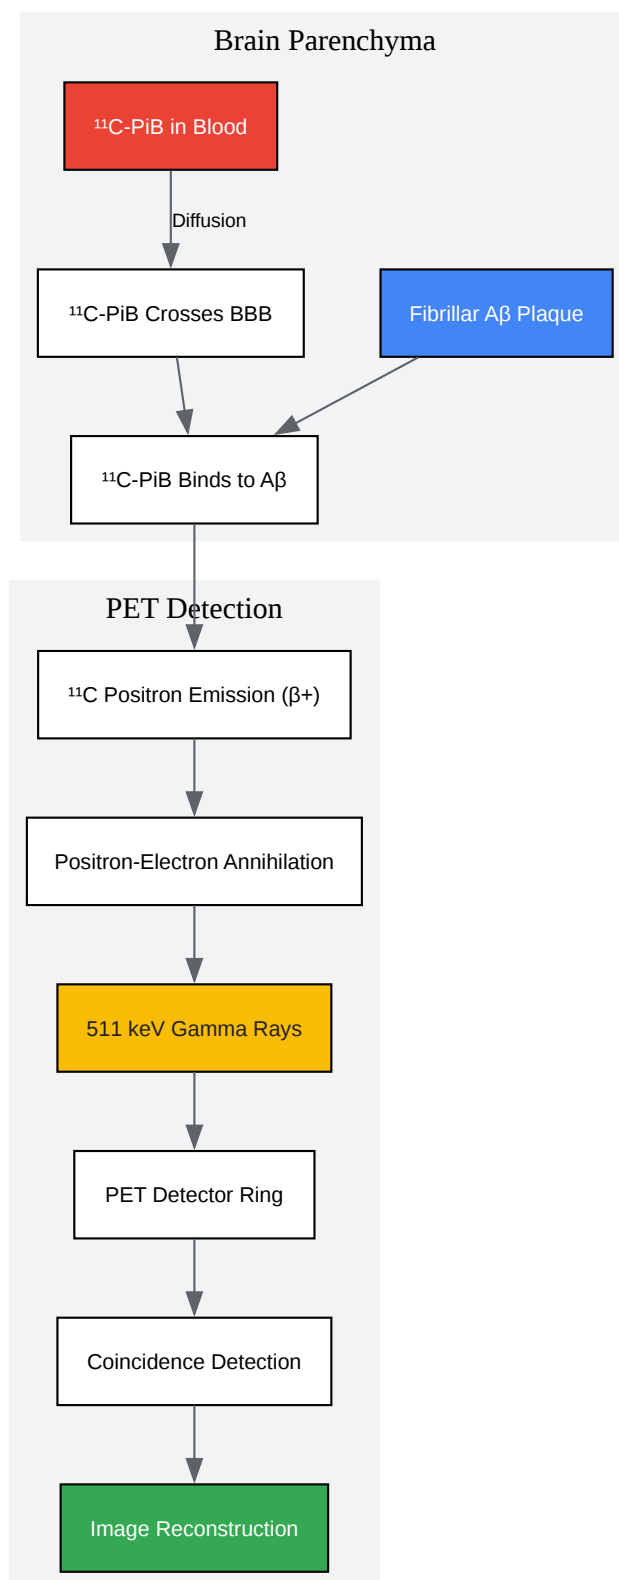 Brain Parenchyma
¹¹C-PiB in Blood
Diffusion
¹¹C-PiB Crosses BBB
Fibrillar Aβ Plaque
¹¹C-PiB Binds to Aβ
PET Detection
¹¹C Positron Emission (β+)
Positron-Electron Annihilation
511 keV Gamma Rays
PET Detector Ring
Coincidence Detection
Image Reconstruction